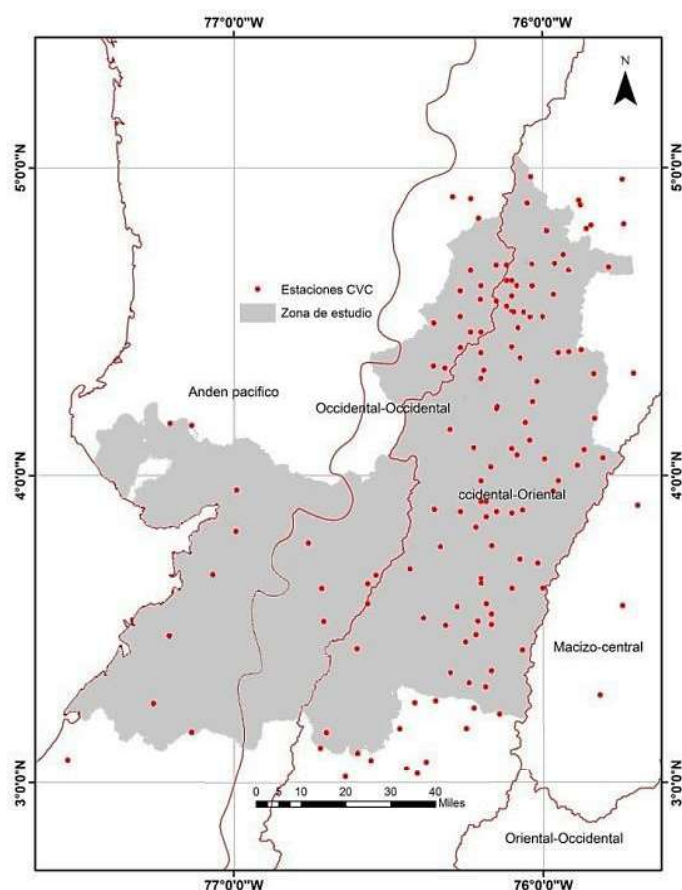 77°0'0"W 76°0'0"W
N
5°0'0"N 5°0'0"N
Estaciones CVC
Zona de estudio
Anden pacifico
Occidental-Occidental
4°0'0"N 4°0'0"N
ccidental-Oriental
Macizo-central
3°0'0"N 3°0'0"N
0 5 10 20 30 40
Miles
Oriental-Occidental
77°0'0"W 76°0'0"W